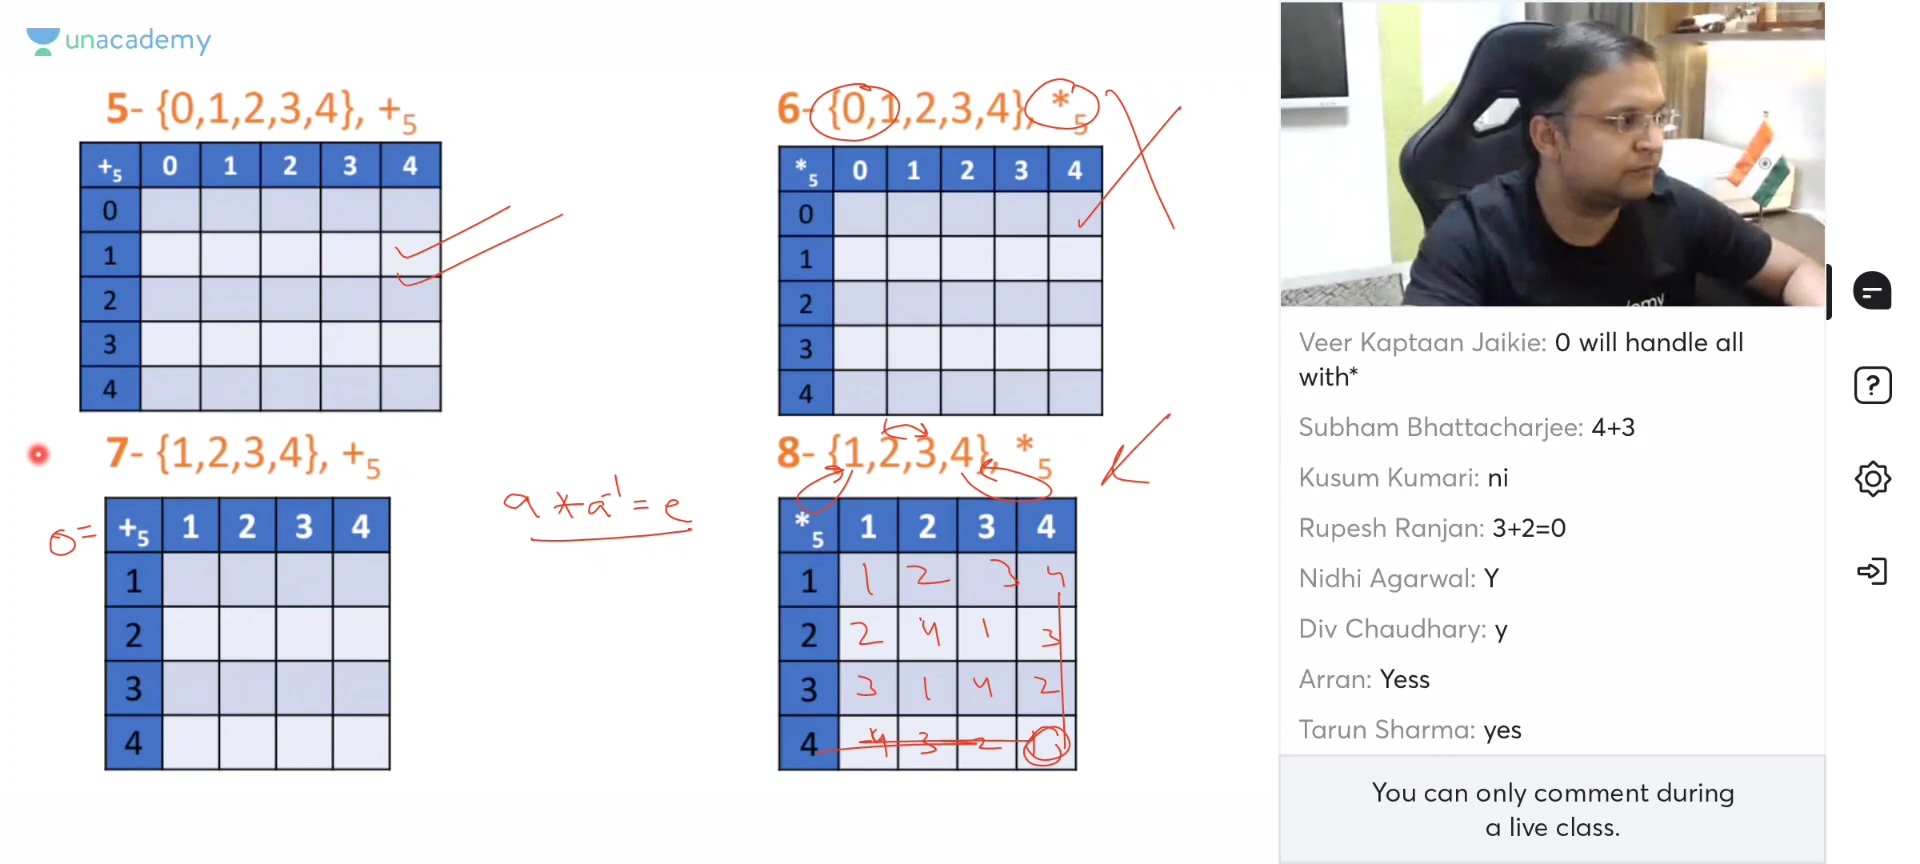 unacademy
5- {0,1,2,3,4}, +5
+5 0 1 2 3 4
0
1
2
3
4
6- {0,1,2,3,4}, *5
*5 0 1 2 3 4
0
1
2
3
4
7- {1,2,3,4}, +5
0=
+5 1 2 3 4
1
2
3
4
a * a⁻¹ = e
8- {1,2,3,4}, *5
*5 1 2 3 4
1 1 2 3 4
2 2 4 1 3
3 3 1 4 2
4 4 3 2 1
Veer Kaptaan Jaikie: 0 will handle all
with*
Subham Bhattacharjee: 4+3
Kusum Kumari: ni
Rupesh Ranjan: 3+2=0
Nidhi Agarwal: Y
Div Chaudhary: y
Arran: Yess
Tarun Sharma: yes
You can only comment during
a live class.
?